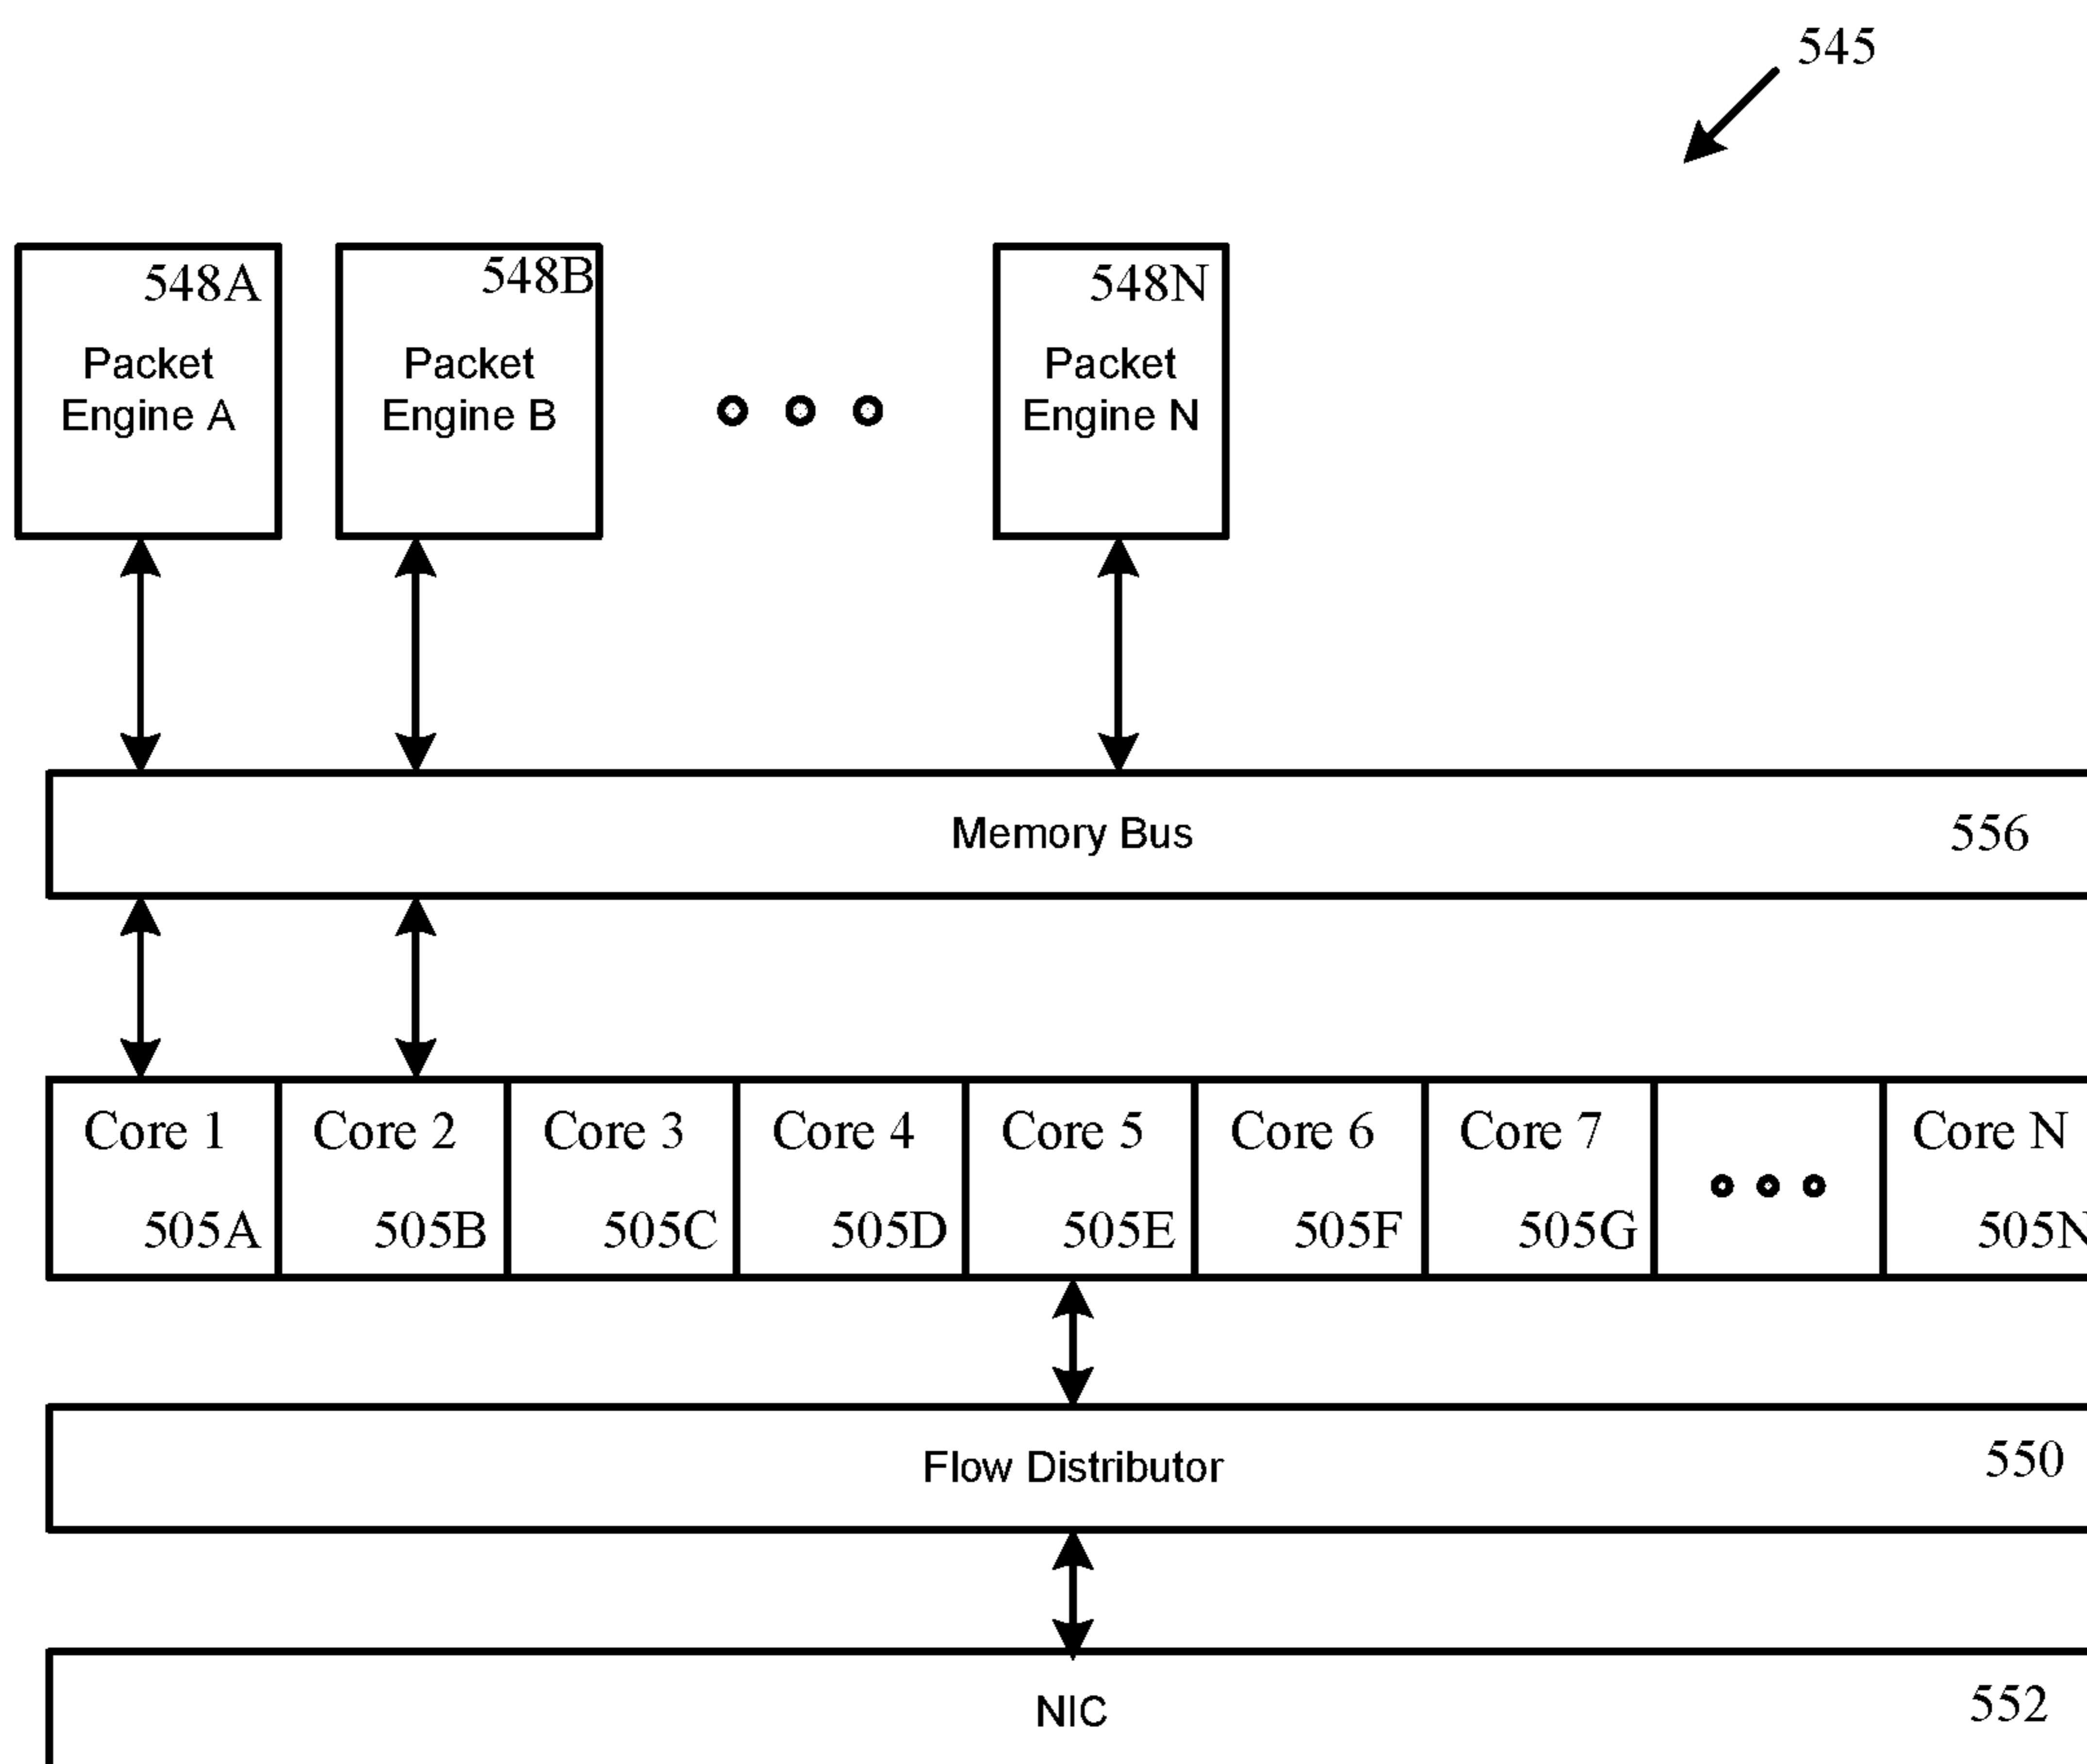 545
548A
Packet
Engine A
548B
Packet
Engine B
548N
Packet
Engine N
Memory Bus 556
Core 1
505A
Core 2
505B
Core 3
505C
Core 4
505D
Core 5
505E
Core 6
505F
Core 7
505G
Core N
505N
Flow Distributor 550
NIC 552